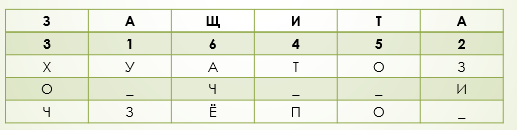 З А Щ И Т А
3 1 6 4 5 2
Х У А Т О З
О _ Ч _ _ И
Ч З Ё П О _